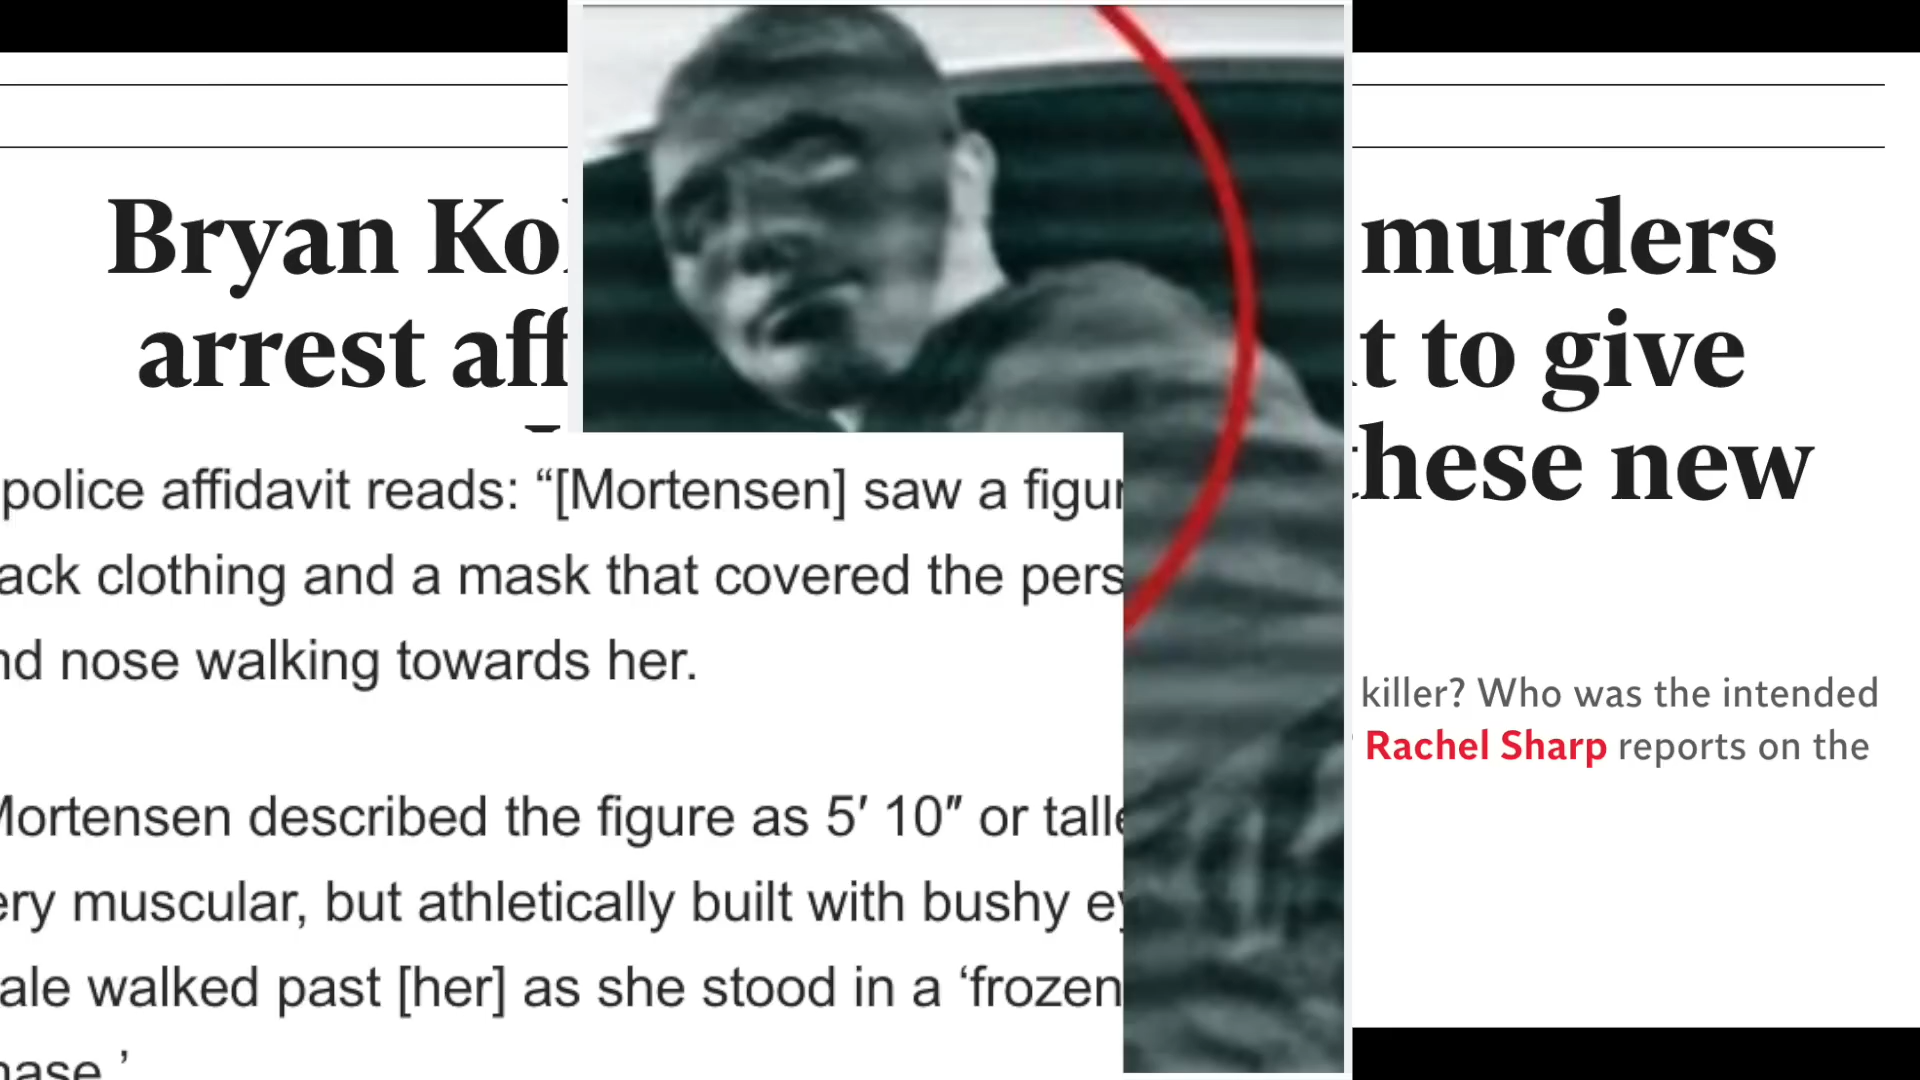 Bryan Ko
murders
arrest aff
t to give
these new
police affidavit reads: “[Mortensen] saw a figur
ack clothing and a mask that covered the pers
nd nose walking towards her.
killer? Who was the intended
Rachel Sharp reports on the
Mortensen described the figure as 5′ 10″ or talle
ery muscular, but athletically built with bushy ey
ale walked past [her] as she stood in a ‘frozen
hase.’